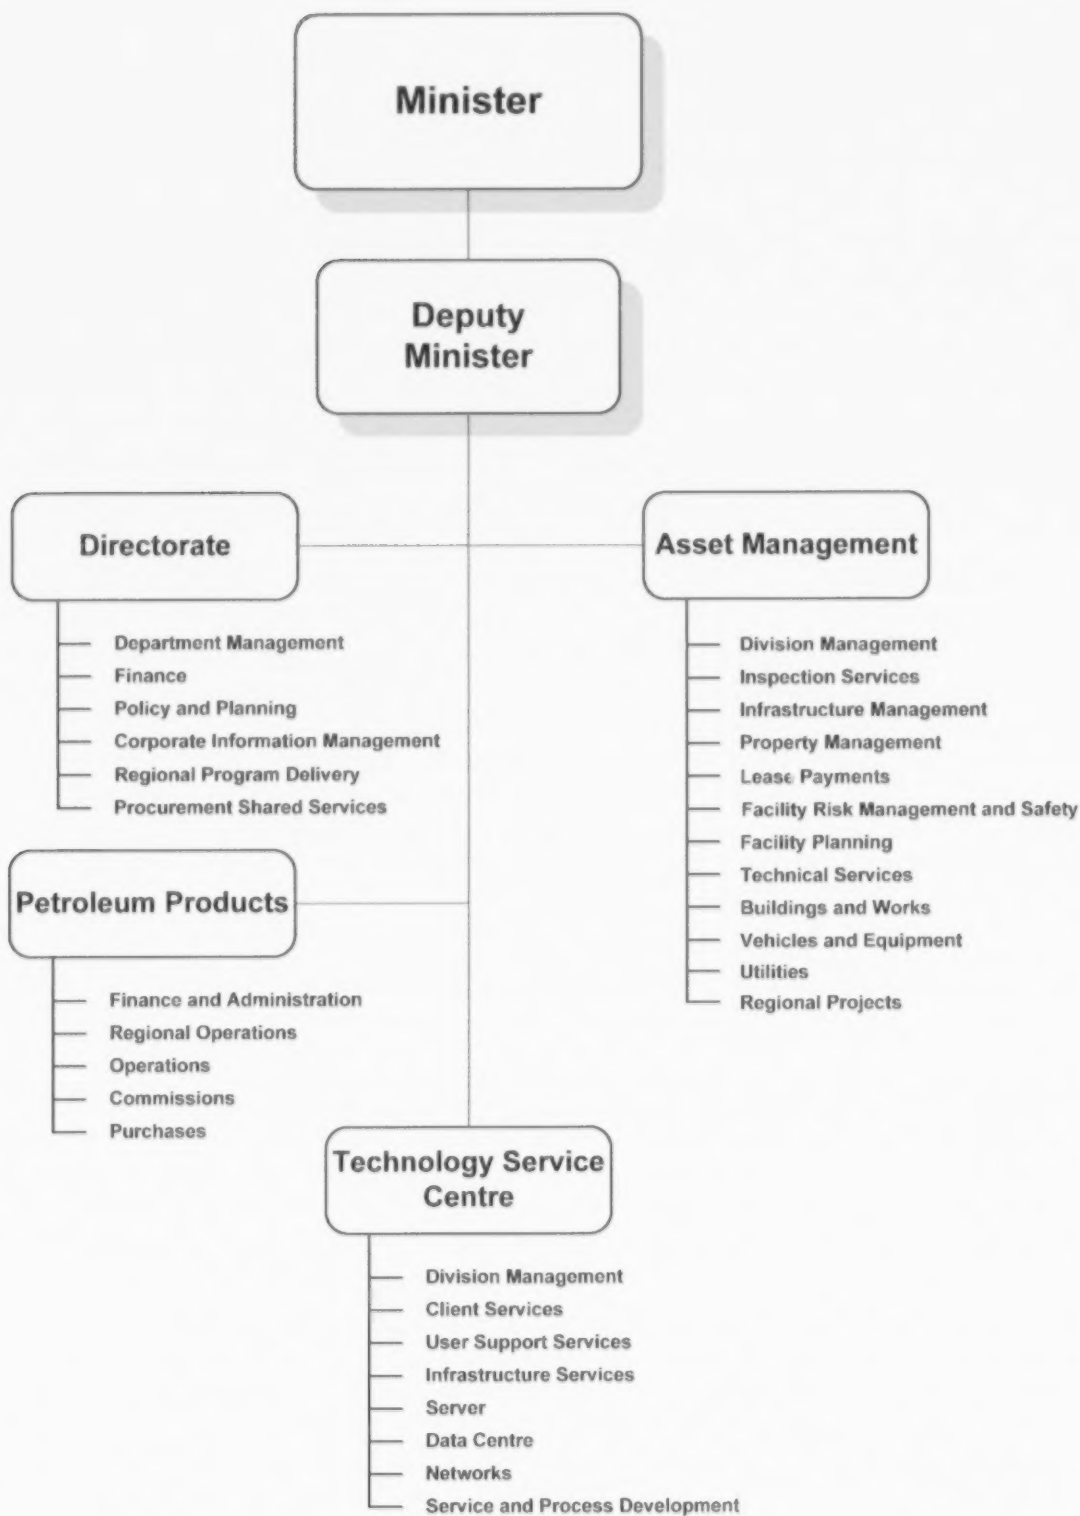 Minister
Deputy
Minister
Directorate
Department Management
Finance
Policy and Planning
Corporate Information Management
Regional Program Delivery
Procurement Shared Services
Asset Management
Division Management
Inspection Services
Infrastructure Management
Property Management
Lease Payments
Facility Risk Management and Safety
Facility Planning
Technical Services
Buildings and Works
Vehicles and Equipment
Utilities
Regional Projects
Petroleum Products
Finance and Administration
Regional Operations
Operations
Commissions
Purchases
Technology Service
Centre
Division Management
Client Services
User Support Services
Infrastructure Services
Server
Data Centre
Networks
Service and Process Development